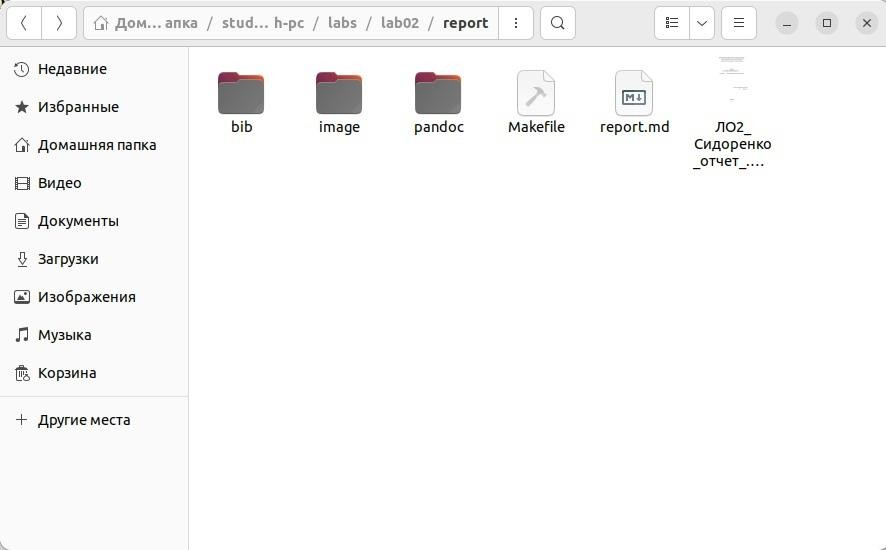 Дом… апка / stud… h-pc / labs / lab02 / report
Недавние
Избранные
Домашняя папка
Видео
Документы
Загрузки
Изображения
Музыка
Корзина
Другие места
bib
image
pandoc
Makefile
report.md
ЛО2_
Сидоренко
_отчет_.…